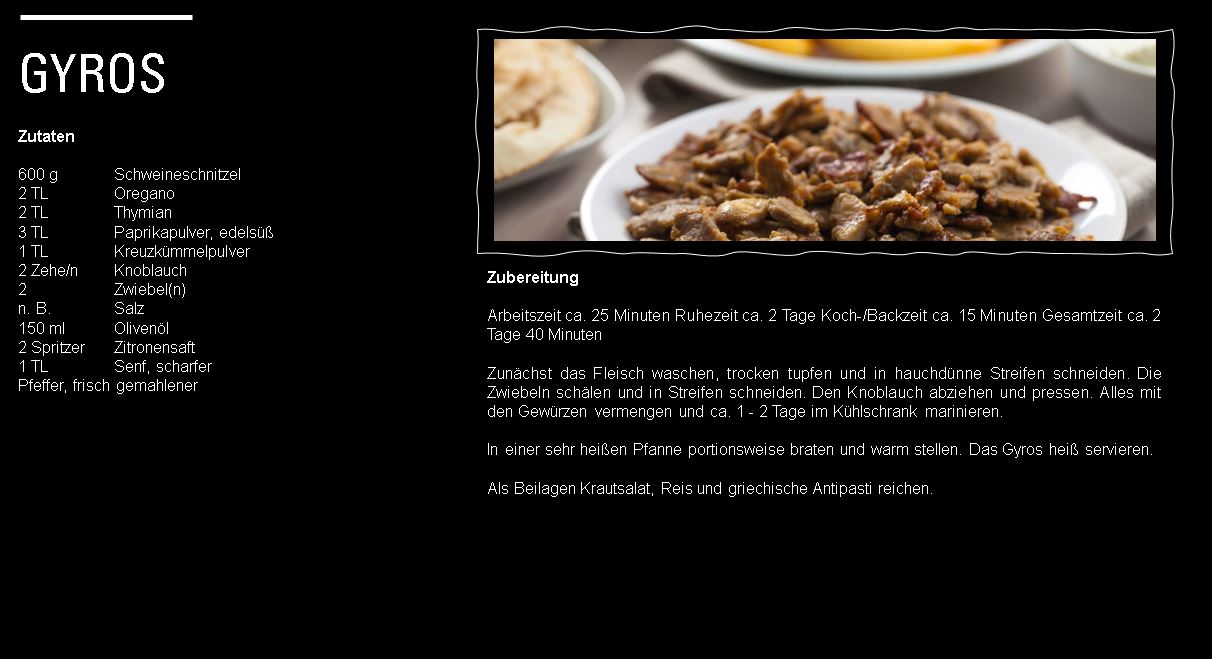 GYROS
Zutaten
600 g Schweineschnitzel
2 TL Oregano
2 TL Thymian
3 TL Paprikapulver, edelsüß
1 TL Kreuzkümmelpulver
2 Zehe/n Knoblauch
2 Zwiebel(n)
n. B. Salz
150 ml Olivenöl
2 Spritzer Zitronensaft
1 TL Senf, scharfer
Pfeffer, frisch gemahlener
Zubereitung
Arbeitszeit ca. 25 Minuten Ruhezeit ca. 2 Tage Koch-/Backzeit ca. 15 Minuten Gesamtzeit ca. 2
Tage 40 Minuten
Zunächst das Fleisch waschen, trocken tupfen und in hauchdünne Streifen schneiden. Die
Zwiebeln schälen und in Streifen schneiden. Den Knoblauch abziehen und pressen. Alles mit
den Gewürzen vermengen und ca. 1 - 2 Tage im Kühlschrank marinieren.
In einer sehr heißen Pfanne portionsweise braten und warm stellen. Das Gyros heiß servieren.
Als Beilagen Krautsalat, Reis und griechische Antipasti reichen.